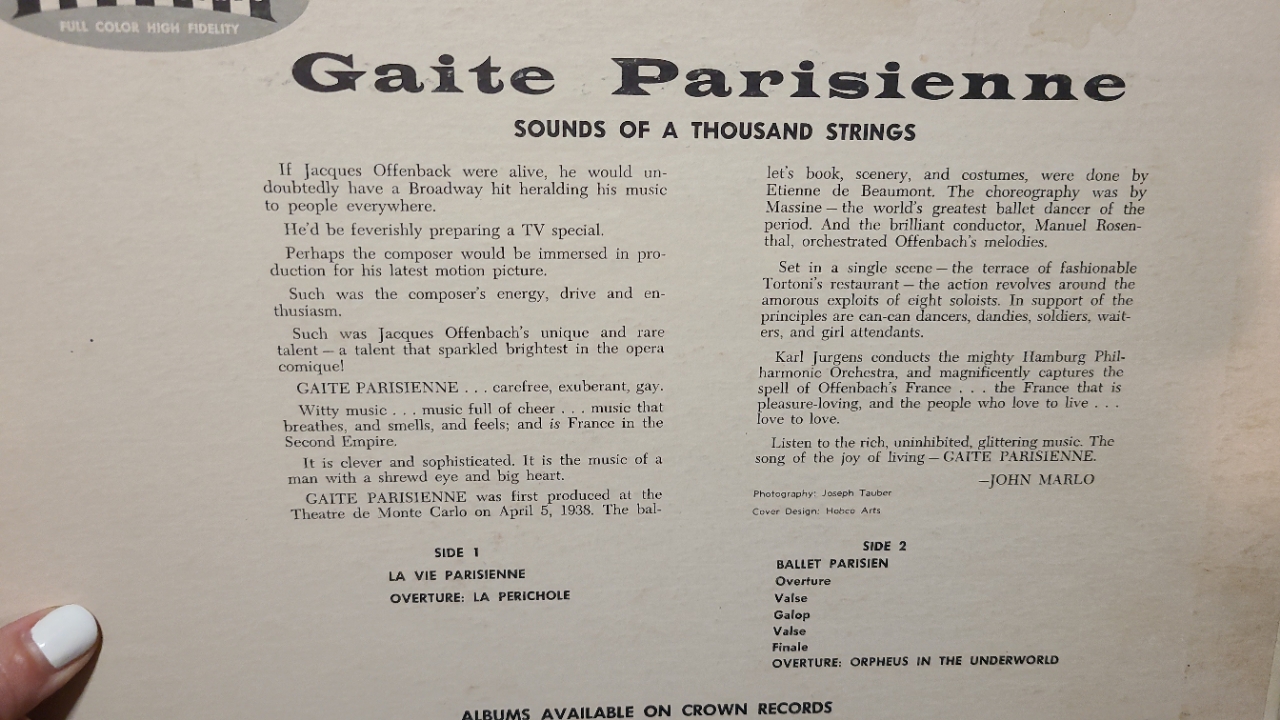 FULL COLOR HIGH FIDELITY
Gaite Parisienne
SOUNDS OF A THOUSAND STRINGS
If Jacques Offenback were alive, he would un-
doubtedly have a Broadway hit heralding his music
to people everywhere.
He'd be feverishly preparing a TV special.
Perhaps the composer would be immersed in pro-
duction for his latest motion picture.
Such was the composer's energy, drive and en-
thusiasm.
Such was Jacques Offenbach's unique and rare
talent — a talent that sparkled brightest in the opera
comique!
GAITE PARISIENNE . . . carefree, exuberant, gay.
Witty music . . . music full of cheer . . . music that
breathes, and smells, and feels; and is France in the
Second Empire.
It is clever and sophisticated. It is the music of a
man with a shrewd eye and big heart.
GAITE PARISIENNE was first produced at the
Theatre de Monte Carlo on April 5, 1938. The bal-
let's book, scenery, and costumes, were done by
Etienne de Beaumont. The choreography was by
Massine — the world's greatest ballet dancer of the
period. And the brilliant conductor, Manuel Rosen-
thal, orchestrated Offenbach's melodies.
Set in a single scene — the terrace of fashionable
Tortoni's restaurant — the action revolves around the
amorous exploits of eight soloists. In support of the
principles are can-can dancers, dandies, soldiers, wait-
ers, and girl attendants.
Karl Jurgens conducts the mighty Hamburg Phil-
harmonic Orchestra, and magnificently captures the
spell of Offenbach's France . . . the France that is
pleasure-loving, and the people who love to live . . .
love to love.
Listen to the rich, uninhibited, glittering music. The
song of the joy of living — GAITE PARISIENNE.
—JOHN MARLO
Photography: Joseph Tauber
Cover Design: Hobco Arts
SIDE 1
LA VIE PARISIENNE
OVERTURE: LA PERICHOLE
SIDE 2
BALLET PARISIEN
Overture
Valse
Galop
Valse
Finale
OVERTURE: ORPHEUS IN THE UNDERWORLD
ALBUMS AVAILABLE ON CROWN RECORDS